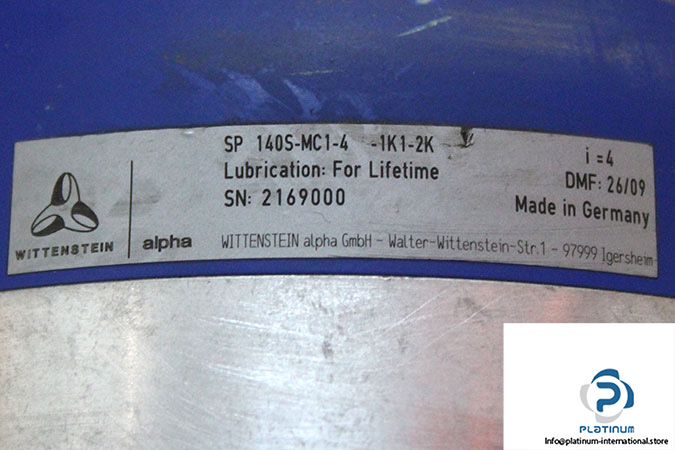 SP 140S-MC1-4 -1K1-2K
Lubrication: For Lifetime
SN: 2169000
i = 4
DMF: 26/09
Made in Germany
WITTENSTEIN
alpha
WITTENSTEIN alpha GmbH - Walter-Wittenstein-Str.1 - 97999 Igersheim
PLATINUM
Info@platinum-international.store